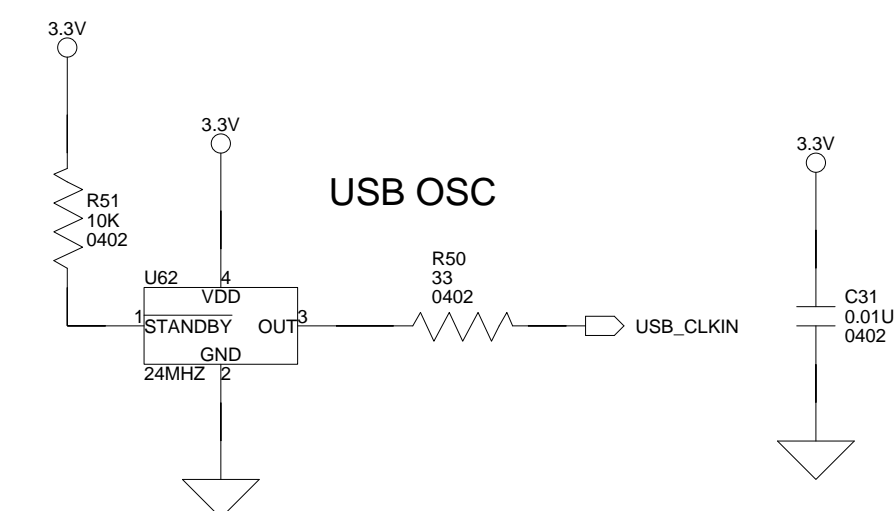 3.3V
3.3V
USB OSC
3.3V
R51
10K
0402
R50
33
0402
U62
4
VDD
1
STANDBY
OUT
3
USB_CLKIN
GND
24MHZ
2
C31
0.01U
0402